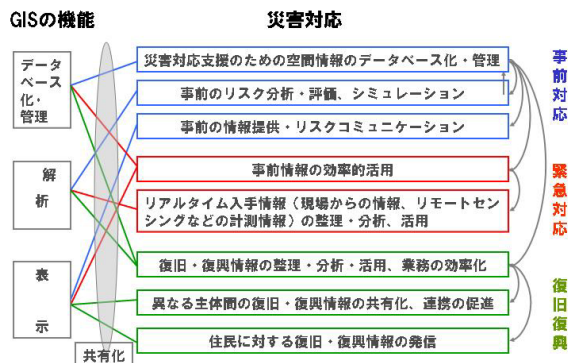 GISの機能
災害対応
データ
ベース
化・
管理
解
析
表
示
共有化
災害対応支援のための空間情報のデータベース化・管理
事前のリスク分析・評価、シミュレーション
事前の情報提供・リスクコミュニケーション
事前情報の効率的活用
リアルタイム入手情報（現場からの情報、リモートセン
シングなどの計測情報）の整理・分析、活用
復旧・復興情報の整理・分析・活用、業務の効率化
異なる主体間の復旧・復興情報の共有化、連携の促進
住民に対する復旧・復興情報の発信
事前対応
緊急対応
復旧復興